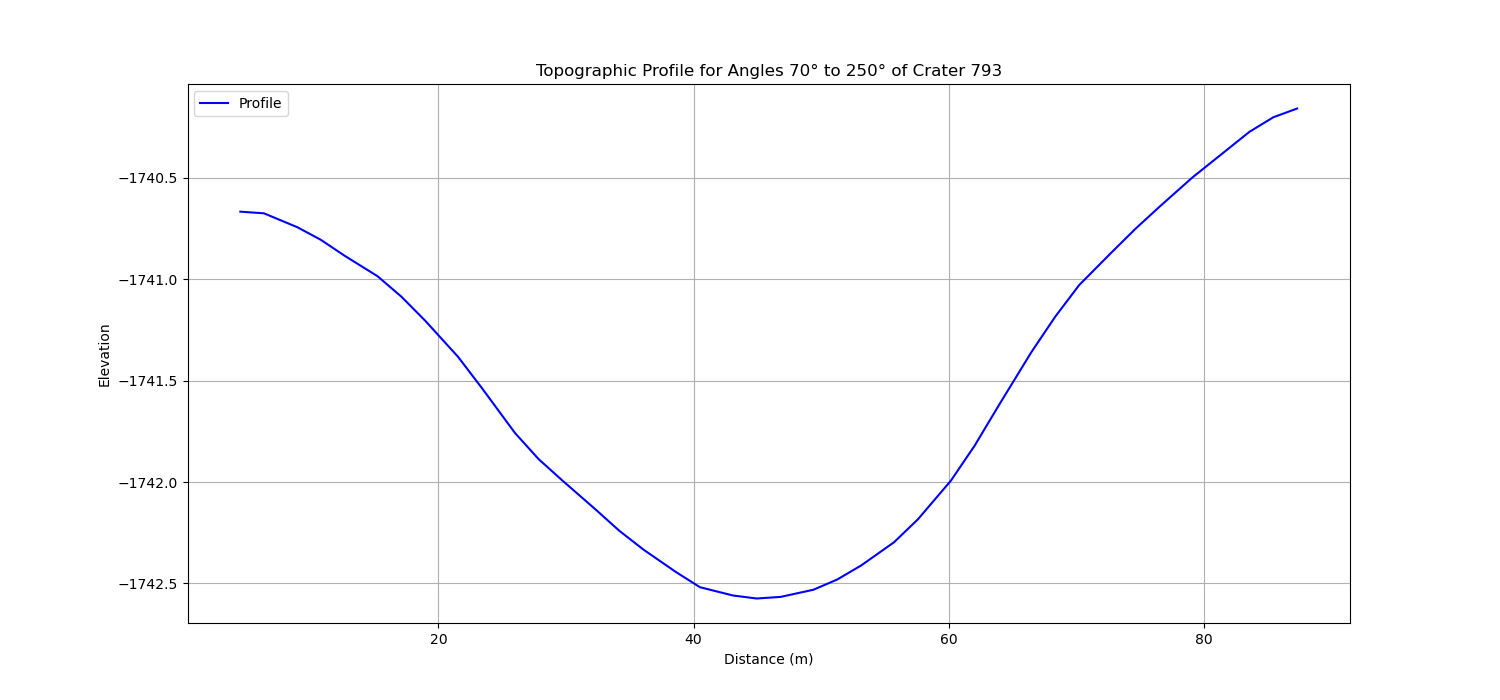 Topographic Profile for Angles 70° to 250° of Crater 793
Profile
−1740.5
−1741.0
−1741.5
−1742.0
−1742.5
Elevation
20 40 60 80
Distance (m)